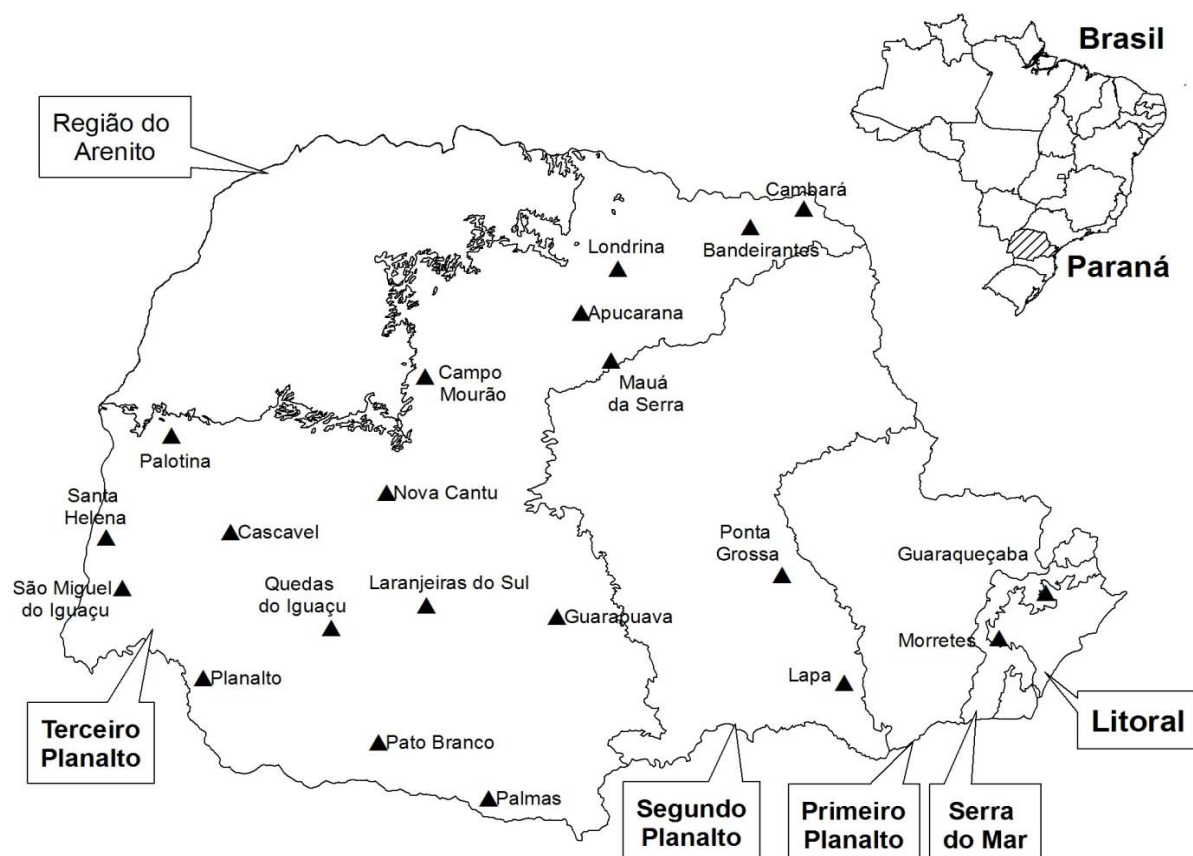 Brasil
Paraná
Região do
Arenito
Cambará
Bandeirantes
Londrina
Apucarana
Mauá
da Serra
Campo
Mourão
Palotina
Nova Cantu
Santa
Helena
Cascavel
Ponta
Grossa
Guaraqueçaba
São Miguel
do Iguaçu
Quedas
do Iguaçu
Laranjeiras do Sul
Guarapuava
Morretes
Planalto
Lapa
Terceiro
Planalto
Litoral
Pato Branco
Palmas
Segundo
Planalto
Primeiro
Planalto
Serra
do Mar